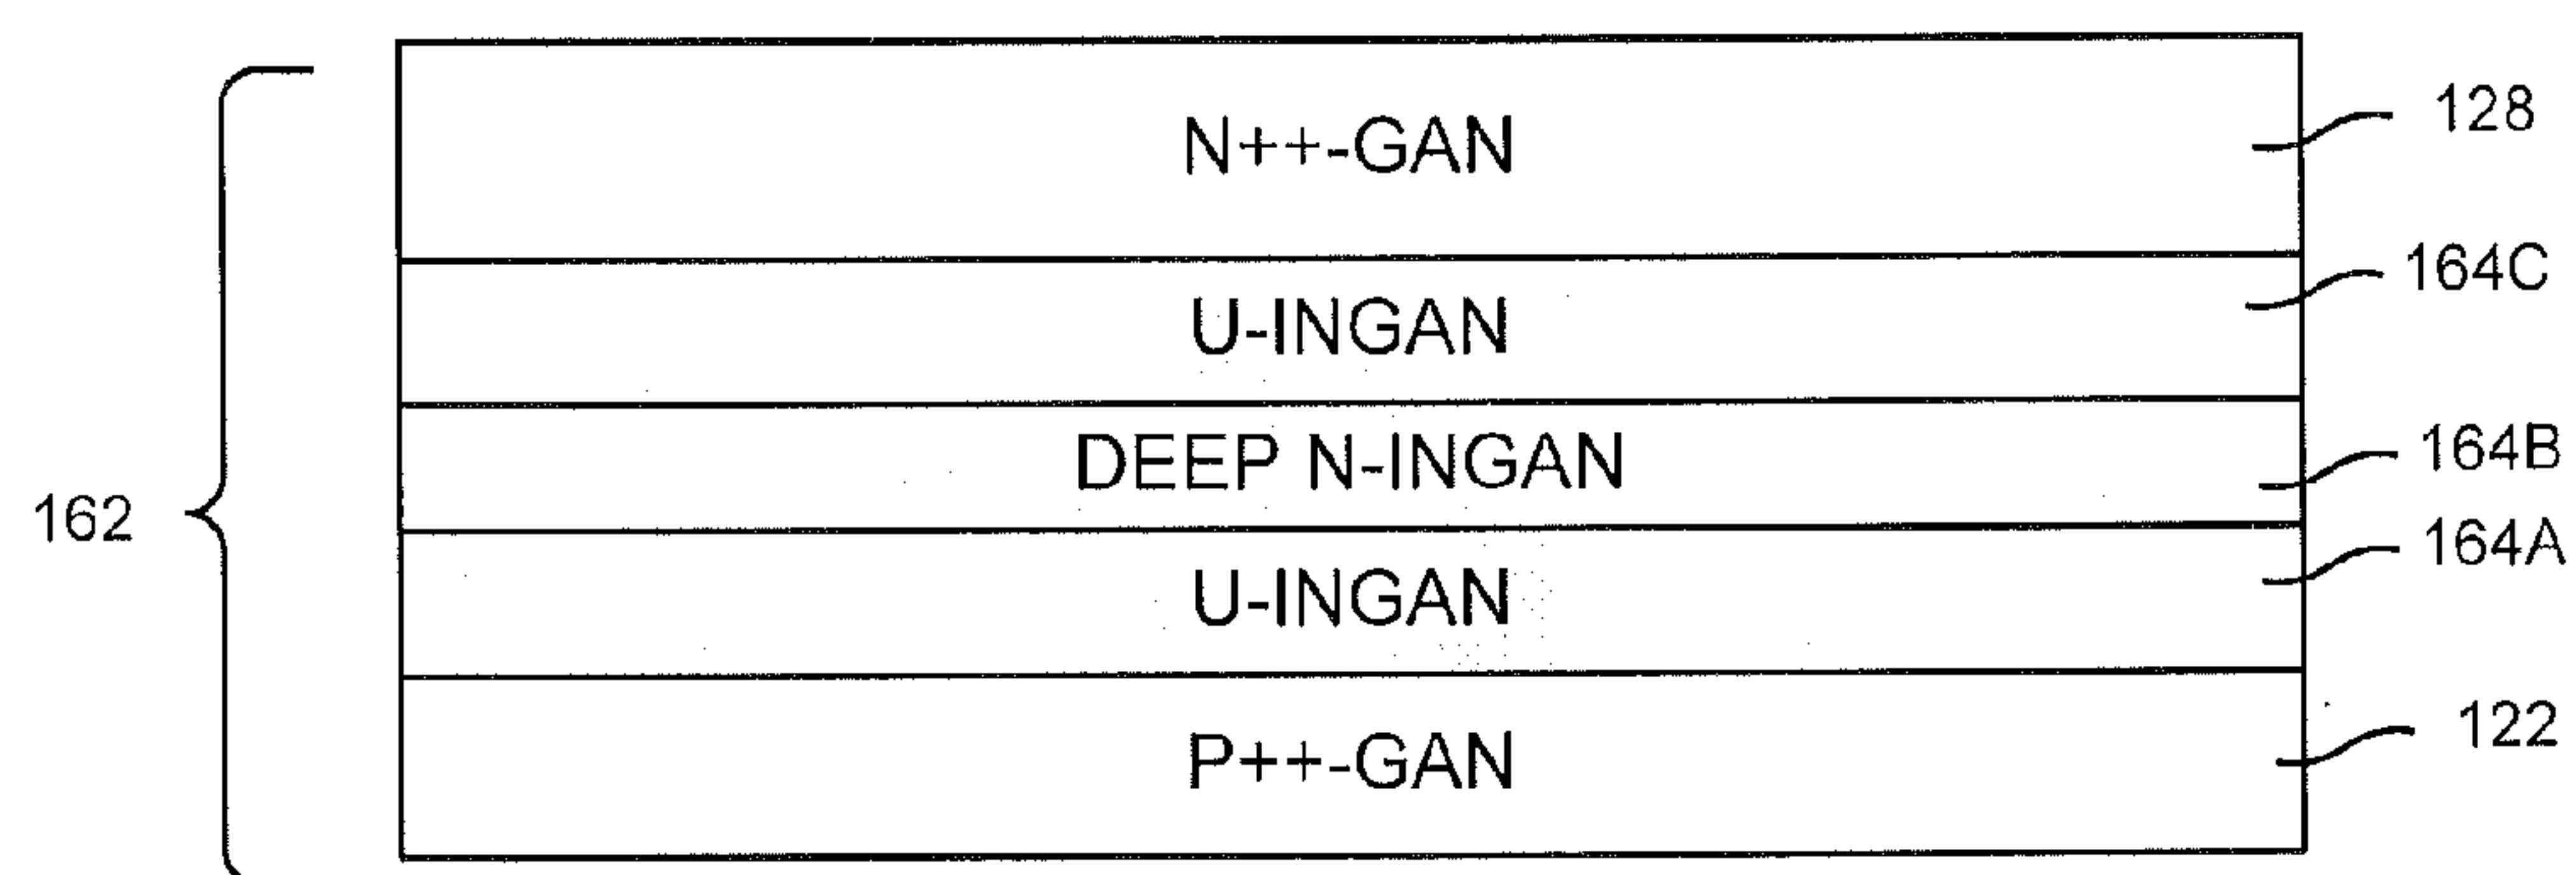 N++-GAN
128
U-INGAN
164C
DEEP N-INGAN
164B
162
U-INGAN
164A
P++-GAN
122